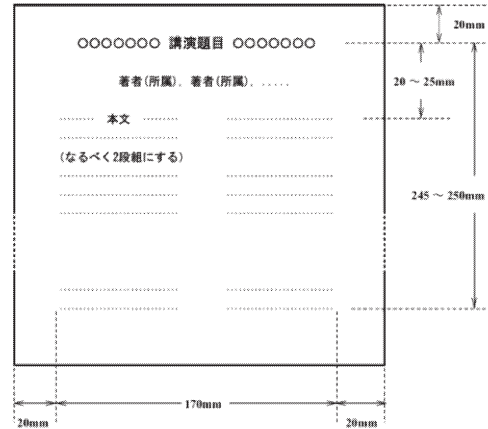 ○○○○○○○ 講演題目 ○○○○○○○
20mm
著者(所属), 著者(所属), .....
20 ~ 25mm
本文
(なるべく2段組にする)
245 ~ 250mm
170mm
20mm
20mm